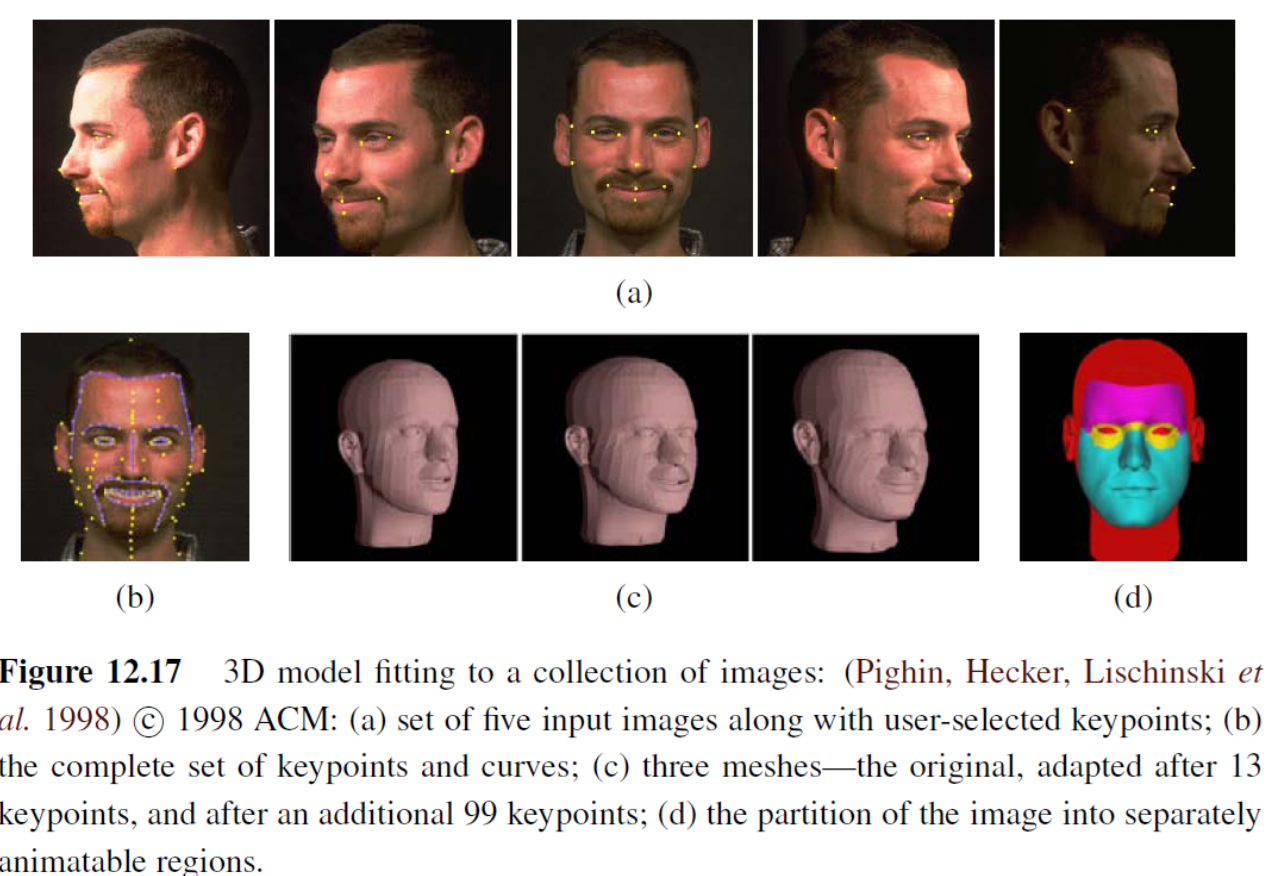 (a)
(b)
(c)
(d)
Figure 12.17 3D model fitting to a collection of images: (Pighin, Hecker, Lischinski et
al. 1998) © 1998 ACM: (a) set of five input images along with user-selected keypoints; (b)
the complete set of keypoints and curves; (c) three meshes—the original, adapted after 13
keypoints, and after an additional 99 keypoints; (d) the partition of the image into separately
animatable regions.